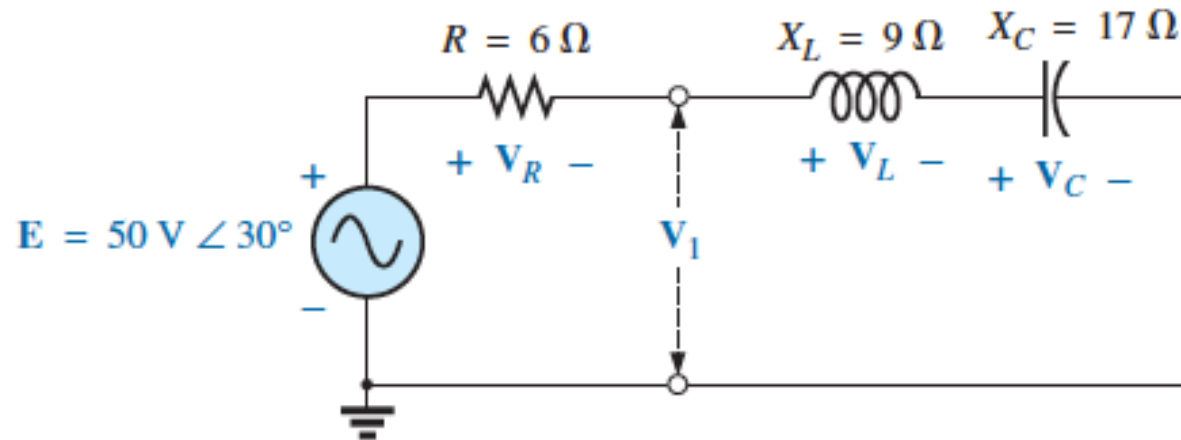 R = 6 Ω
X_L = 9 Ω
X_C = 17 Ω
+ V_R −
+ V_L −
+ V_C −
+
E = 50 V ∠ 30°
−
V_1